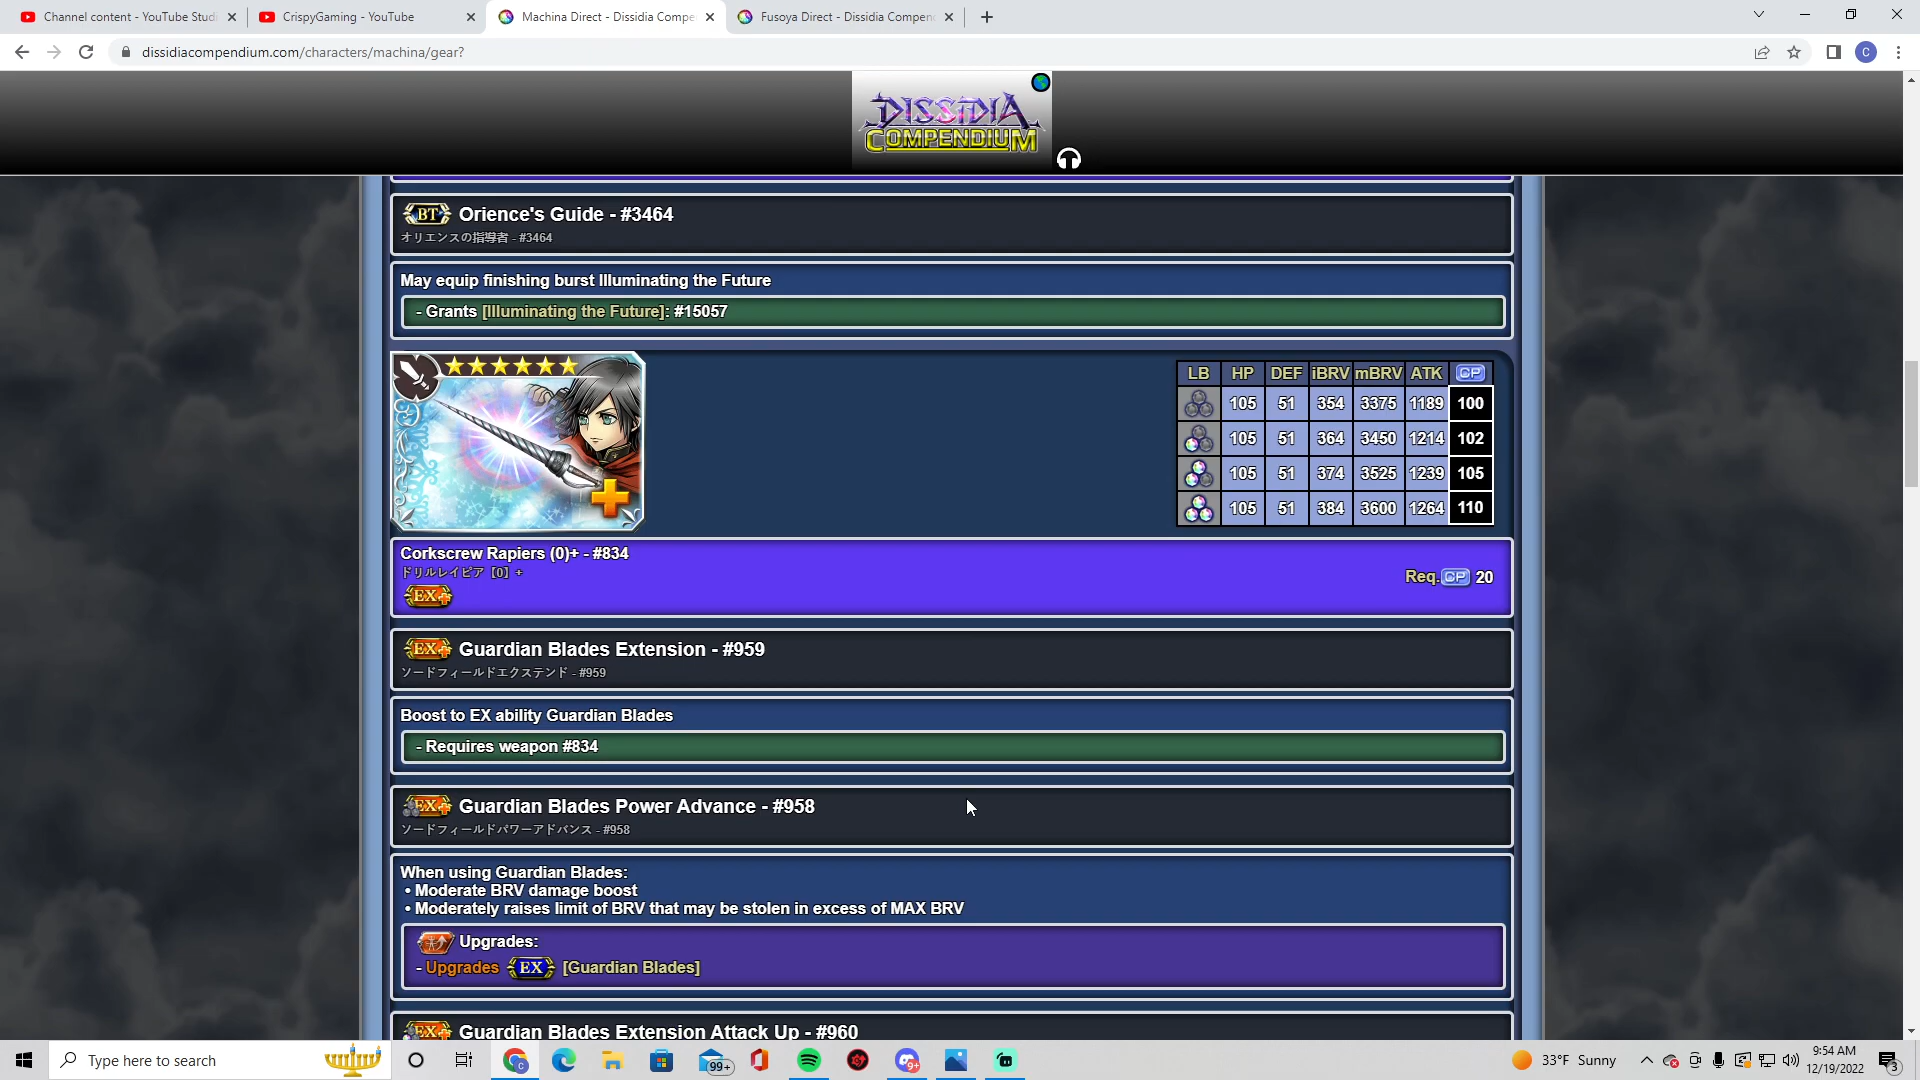 Channel content - YouTube Studi
CrispyGaming - YouTube
Machina Direct - Dissidia Compe
Fusoya Direct - Dissidia Compen
dissidiacompendium.com/characters/machina/gear?
C
DISSIDIA
COMPENDIUM
BT Orience's Guide - #3464
オリエンスの指導者 - #3464
May equip finishing burst Illuminating the Future
- Grants [Illuminating the Future]: #15057
LB HP DEF iBRV mBRV ATK CP
105 51 354 3375 1189 100
105 51 364 3450 1214 102
105 51 374 3525 1239 105
105 51 384 3600 1264 110
Corkscrew Rapiers (0)+ - #834
ドリルレイピア【0】+
Req. CP 20
EX+
EX+ Guardian Blades Extension - #959
ソードフィールドエクステンド - #959
Boost to EX ability Guardian Blades
- Requires weapon #834
EX+ Guardian Blades Power Advance - #958
ソードフィールドパワーアドバンス - #958
When using Guardian Blades:
• Moderate BRV damage boost
• Moderately raises limit of BRV that may be stolen in excess of MAX BRV
Upgrades:
- Upgrades EX [Guardian Blades]
EX+ Guardian Blades Extension Attack Up - #960
Type here to search
99+
9+
33°F Sunny
9:54 AM
12/19/2022
3